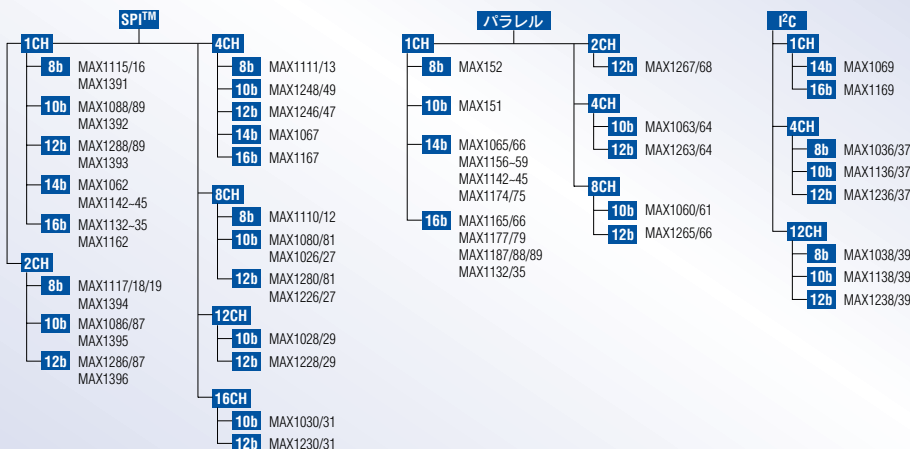 SPI™
1CH
8b MAX1115/16
MAX1391
10b MAX1088/89
MAX1392
12b MAX1288/89
MAX1393
14b MAX1062
MAX1142–45
16b MAX1132–35
MAX1162
2CH
8b MAX1117/18/19
MAX1394
10b MAX1086/87
MAX1395
12b MAX1286/87
MAX1396
4CH
8b MAX1111/13
10b MAX1248/49
12b MAX1246/47
14b MAX1067
16b MAX1167
8CH
8b MAX1110/12
10b MAX1080/81
MAX1026/27
12b MAX1280/81
MAX1226/27
12CH
10b MAX1028/29
12b MAX1228/29
16CH
10b MAX1030/31
12b MAX1230/31
パラレル
1CH
8b MAX152
10b MAX151
14b MAX1065/66
MAX1156–59
MAX1142–45
MAX1174/75
16b MAX1165/66
MAX1177/79
MAX1187/88/89
MAX1132/35
2CH
12b MAX1267/68
4CH
10b MAX1063/64
12b MAX1263/64
8CH
10b MAX1060/61
12b MAX1265/66
I²C
1CH
14b MAX1069
16b MAX1169
4CH
8b MAX1036/37
10b MAX1136/37
12b MAX1236/37
12CH
8b MAX1038/39
10b MAX1138/39
12b MAX1238/39